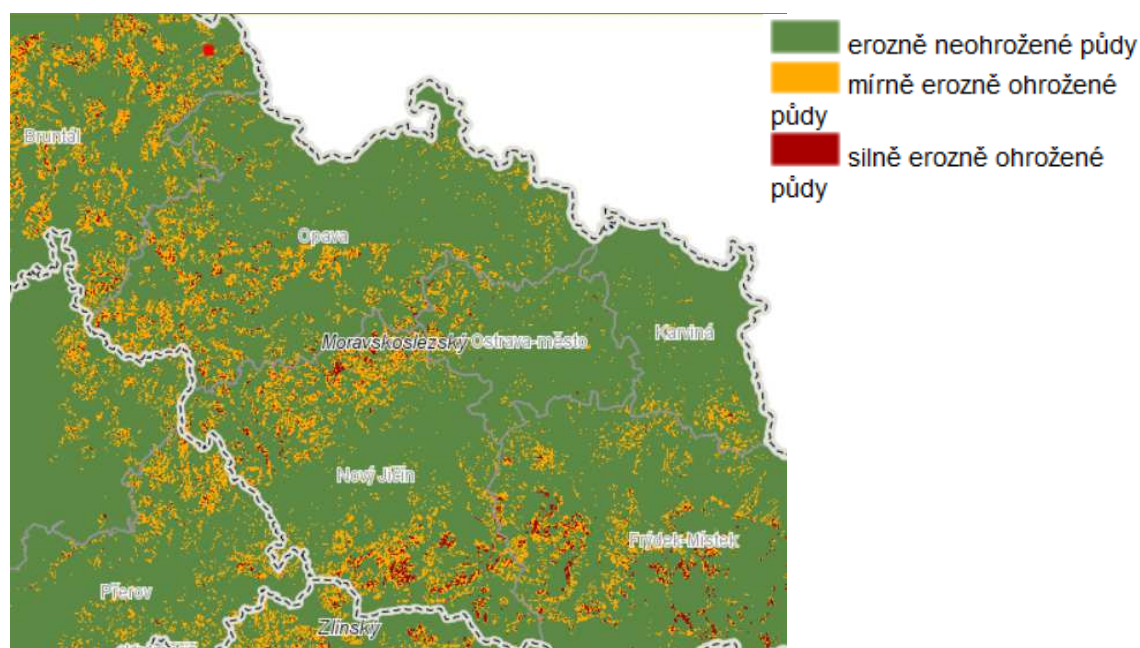 erozně neohrožené půdy
mírně erozně ohrožené
půdy
silně erozně ohrožené
půdy
Bruntál
Opava
Moravskoslezský
Ostrava-město
Karviná
Nový Jičín
Frýdek-Místek
Přerov
Zlínský